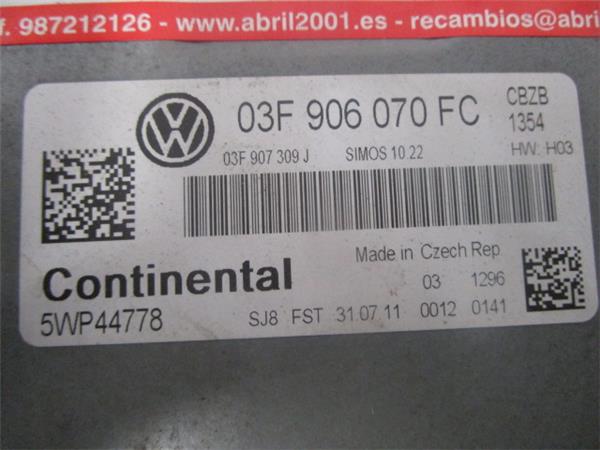 f. 987212126 - www.abril2001.es - recambios@abril
03F 906 070 FC
CBZB
1354
03F 907 309 J SIMOS 10.22 HW: H03
Made in Czech Rep.
Continental 03 1296
5WP44778 SJ8 FST 31.07.11 0012 0141